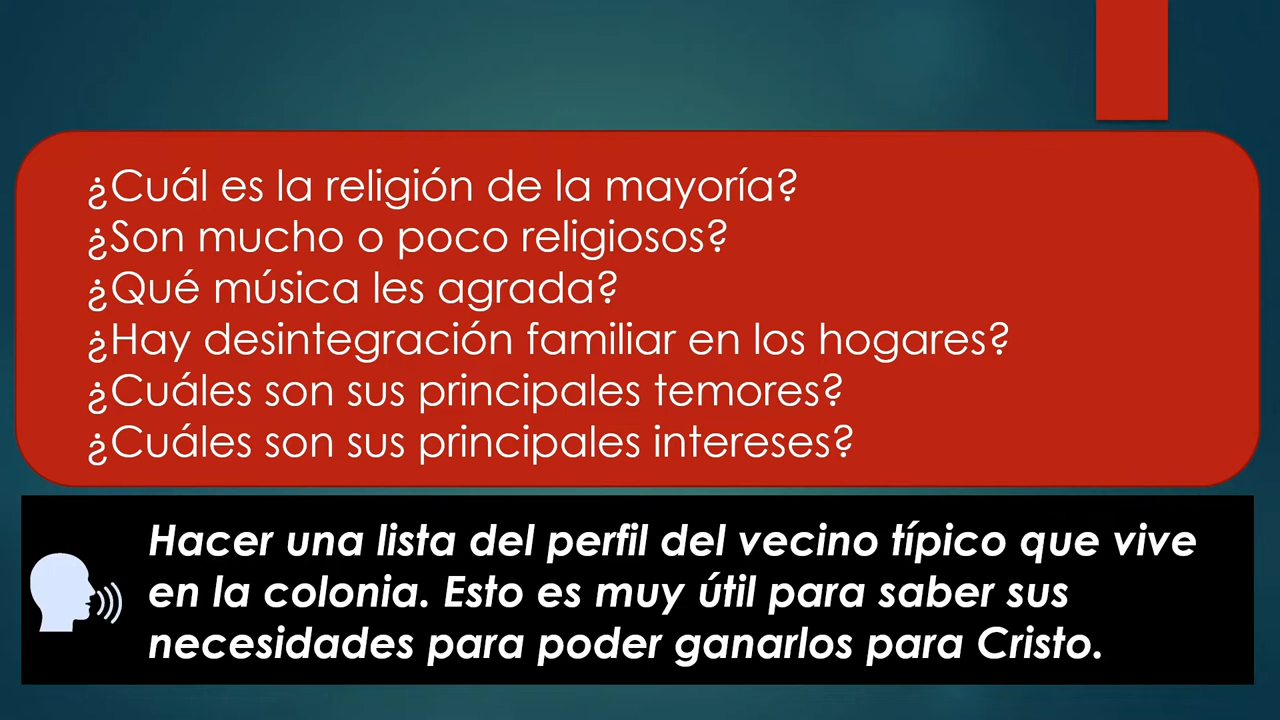 ¿Cuál es la religión de la mayoría?
¿Son mucho o poco religiosos?
¿Qué música les agrada?
¿Hay desintegración familiar en los hogares?
¿Cuáles son sus principales temores?
¿Cuáles son sus principales intereses?
Hacer una lista del perfil del vecino típico que vive
en la colonia. Esto es muy útil para saber sus
necesidades para poder ganarlos para Cristo.